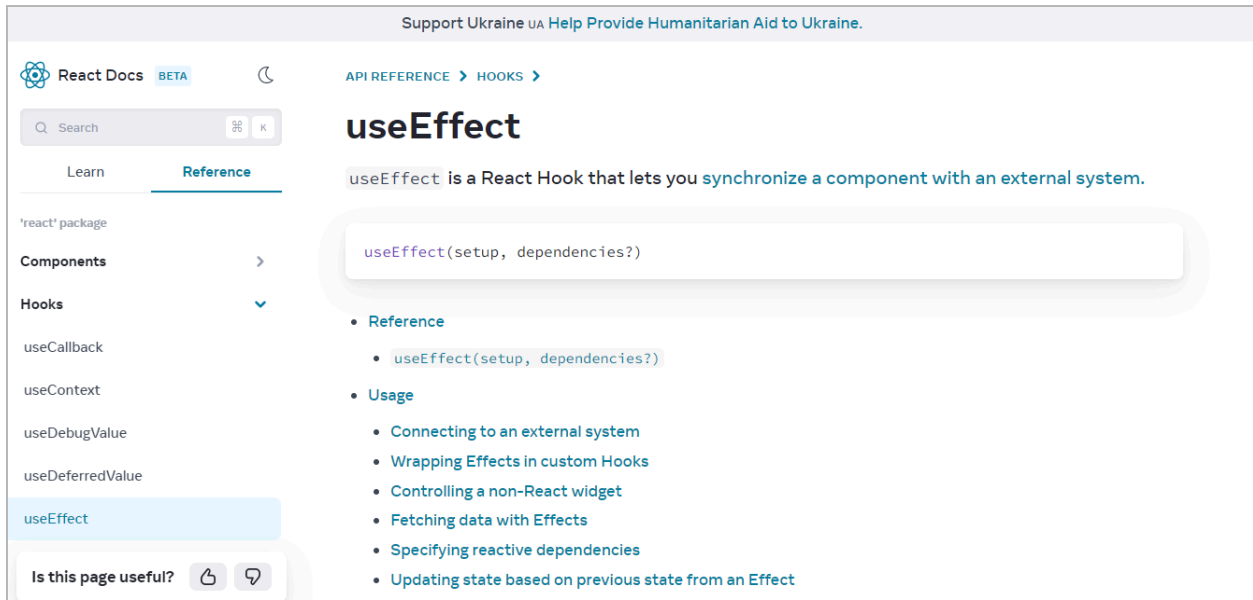 Support Ukraine UA Help Provide Humanitarian Aid to Ukraine.
React Docs BETA
Search ⌘ K
Learn Reference
'react' package
Components
Hooks
useCallback
useContext
useDebugValue
useDeferredValue
useEffect
Is this page useful?
API REFERENCE > HOOKS >
useEffect
useEffect is a React Hook that lets you synchronize a component with an external system.
useEffect(setup, dependencies?)
• Reference
• useEffect(setup, dependencies?)
• Usage
• Connecting to an external system
• Wrapping Effects in custom Hooks
• Controlling a non-React widget
• Fetching data with Effects
• Specifying reactive dependencies
• Updating state based on previous state from an Effect